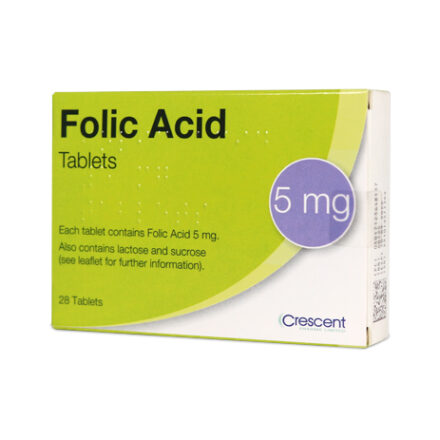 Folic Acid
Tablets
5 mg
Each tablet contains Folic Acid 5 mg.
Also contains lactose and sucrose
(see leaflet for further information).
28 Tablets
Crescent